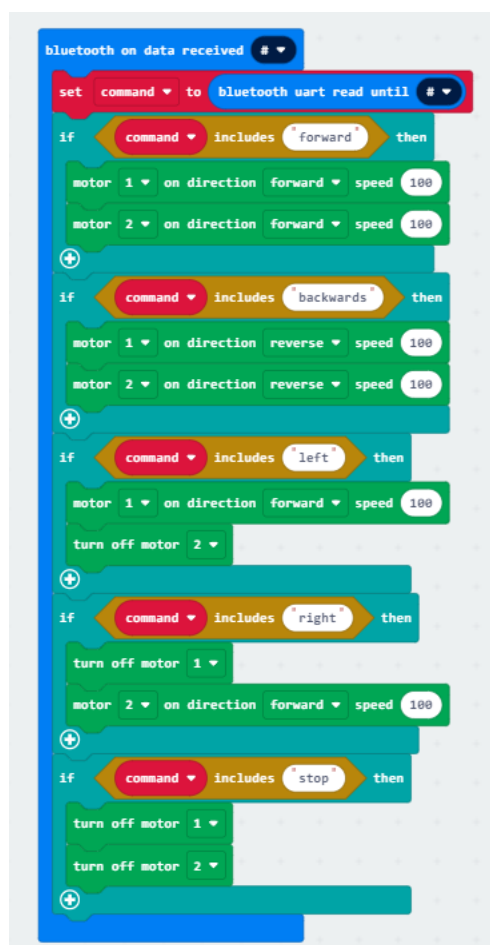 bluetooth on data received #
set command to bluetooth uart read until #
if command includes "forward" then
motor 1 on direction forward speed 100
motor 2 on direction forward speed 100
if command includes "backwards" then
motor 1 on direction reverse speed 100
motor 2 on direction reverse speed 100
if command includes "left" then
motor 1 on direction forward speed 100
turn off motor 2
if command includes "right" then
turn off motor 1
motor 2 on direction forward speed 100
if command includes "stop" then
turn off motor 1
turn off motor 2